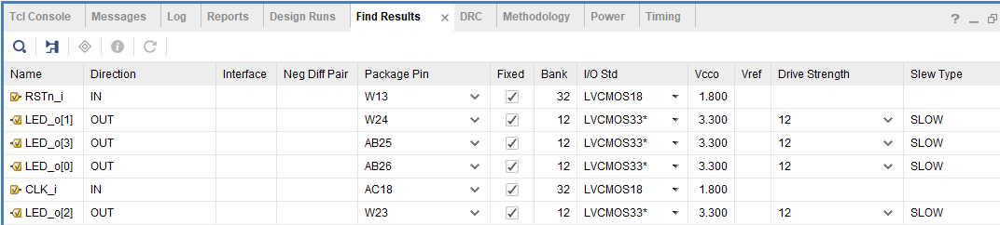 Tcl Console Messages Log Reports Design Runs Find Results × DRC Methodology Power Timing ? _
Name Direction Interface Neg Diff Pair Package Pin Fixed Bank I/O Std Vcco Vref Drive Strength Slew Type
RSTn_i IN W13 32 LVCMOS18 1.800
LED_o[1] OUT W24 12 LVCMOS33* 3.300 12 SLOW
LED_o[3] OUT AB25 12 LVCMOS33* 3.300 12 SLOW
LED_o[0] OUT AB26 12 LVCMOS33* 3.300 12 SLOW
CLK_i IN AC18 32 LVCMOS18 1.800
LED_o[2] OUT W23 12 LVCMOS33* 3.300 12 SLOW